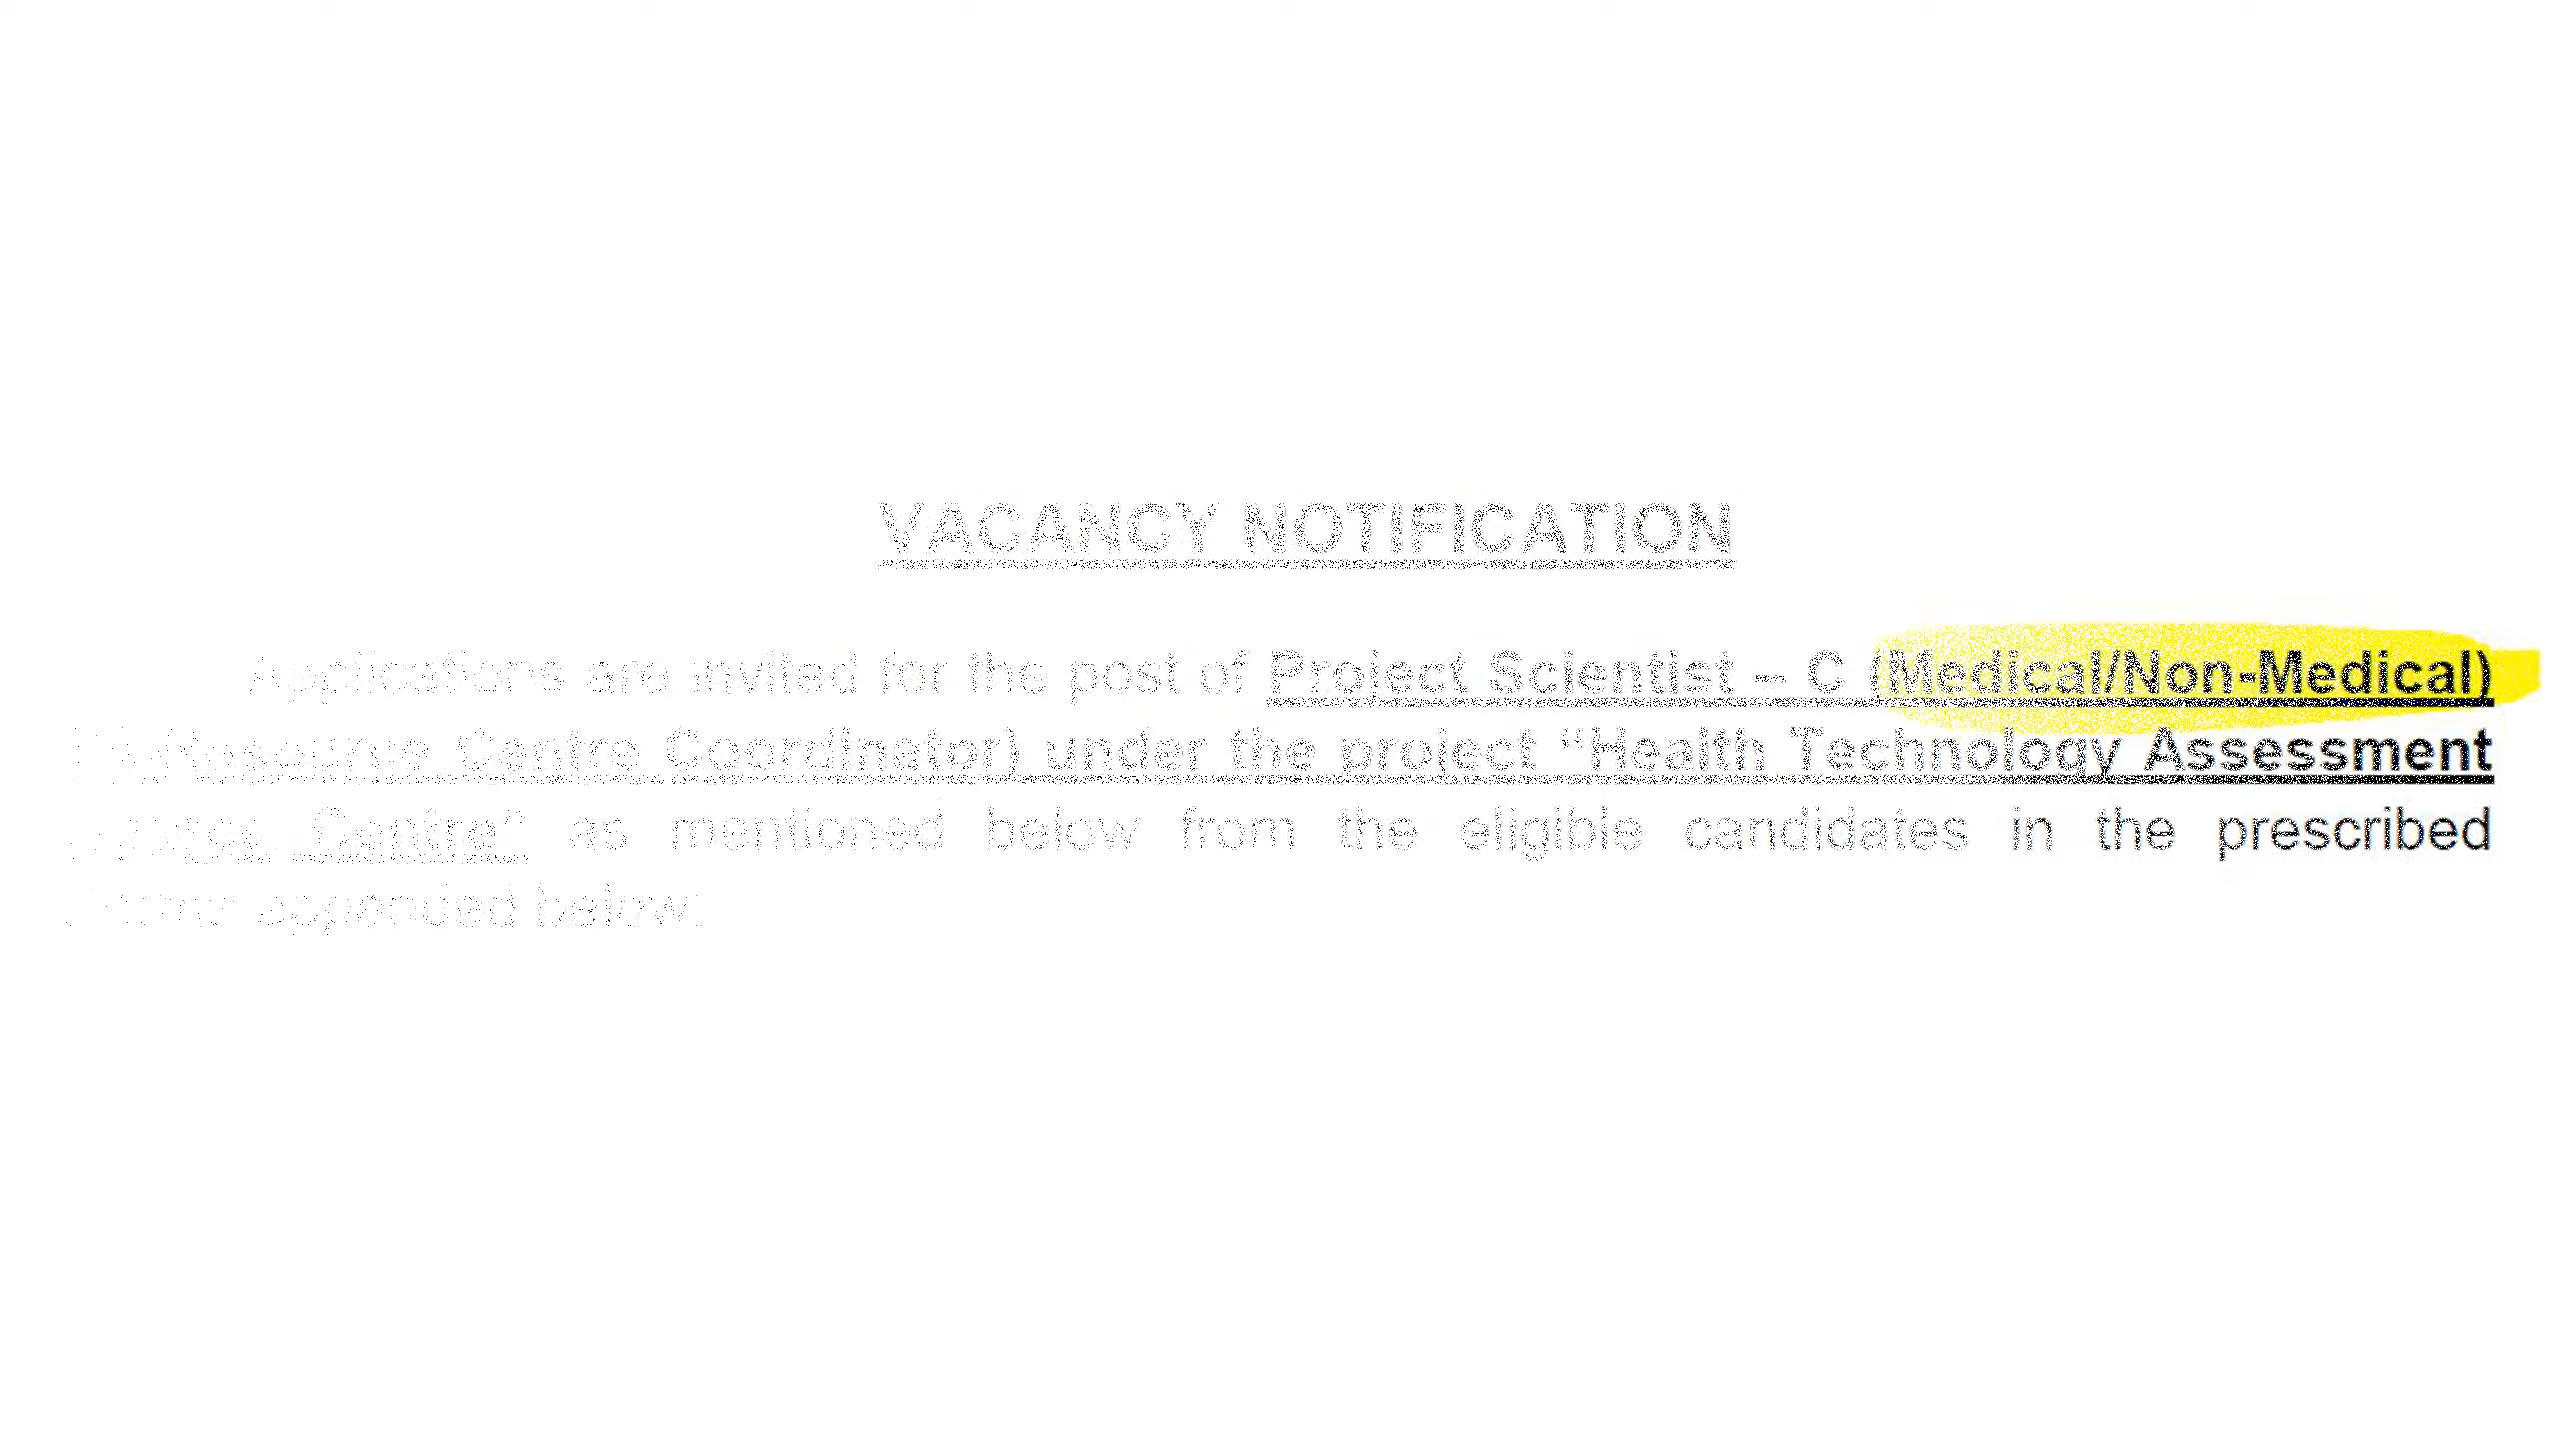 VACANCY NOTIFICATION
Applications are invited for the post of Project Scientist – C (Medical/Non-Medical)
Resource Centre Coordinator) under the project “Health Technology Assessment
Centre” as mentioned below from the eligible candidates in the prescribed
appended below: